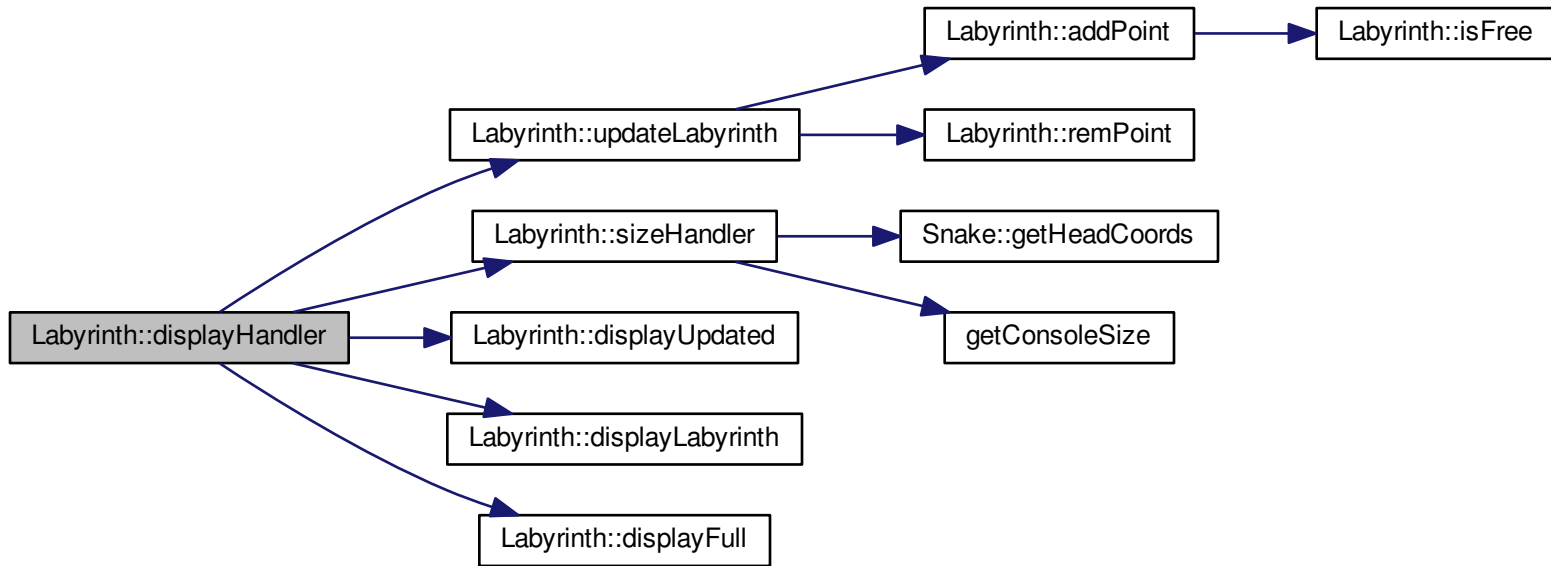 Labyrinth::addPoint
Labyrinth::isFree
Labyrinth::updateLabyrinth
Labyrinth::remPoint
Labyrinth::sizeHandler
Snake::getHeadCoords
Labyrinth::displayHandler
Labyrinth::displayUpdated
getConsoleSize
Labyrinth::displayLabyrinth
Labyrinth::displayFull